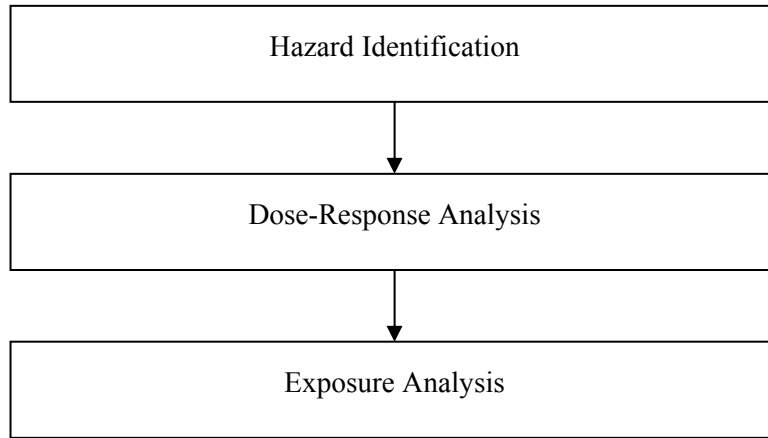 Hazard Identification
Dose-Response Analysis
Exposure Analysis